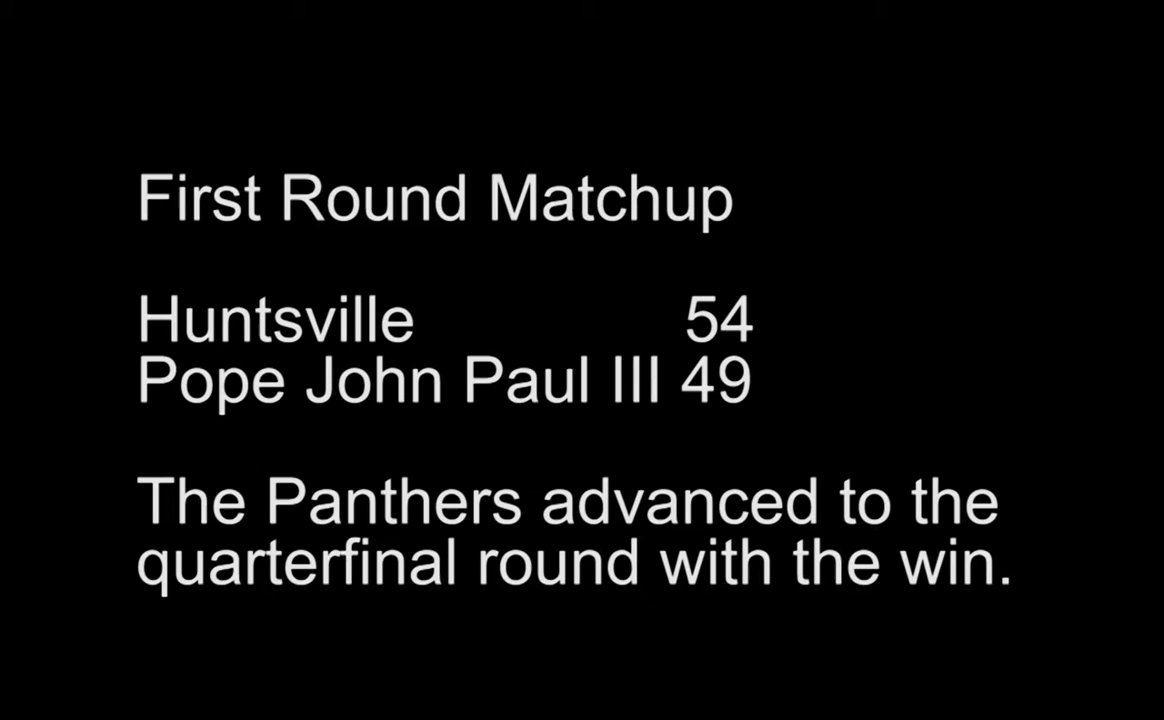 First Round Matchup
Huntsville 54
Pope John Paul III 49
The Panthers advanced to the
quarterfinal round with the win.